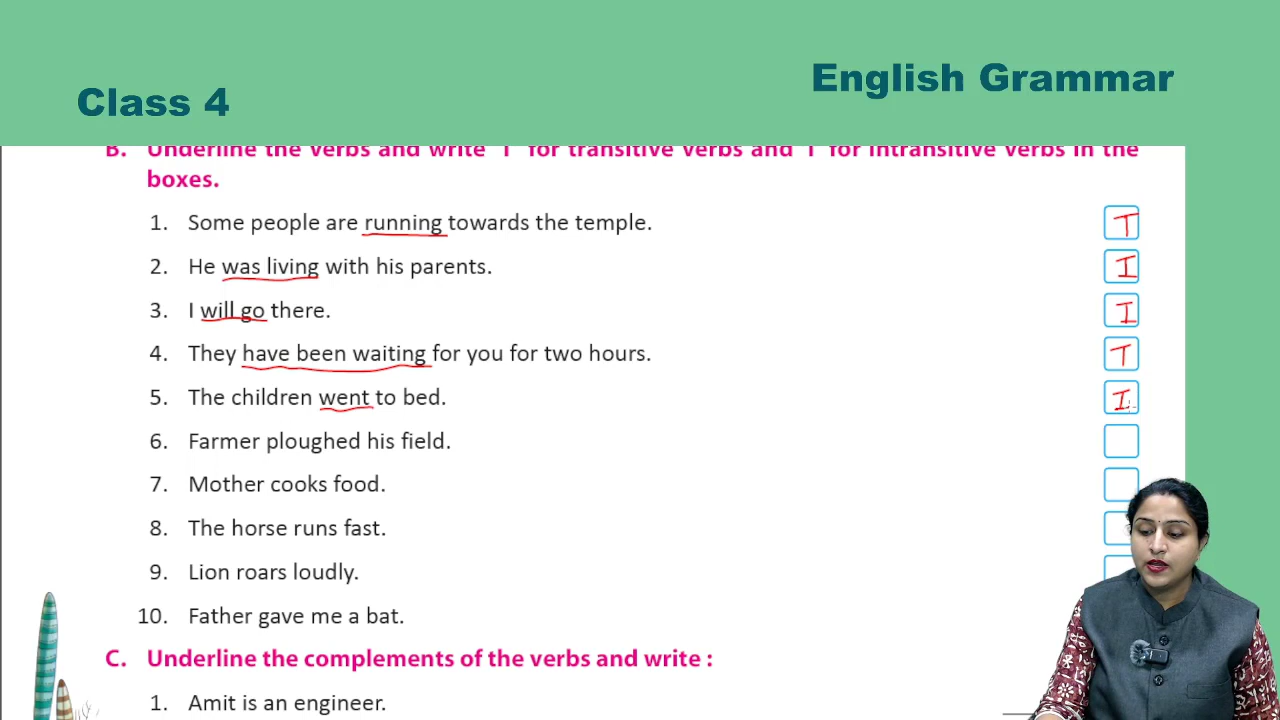 English Grammar
Class 4
B. Underline the verbs and write 'T' for transitive verbs and 'I' for intransitive verbs in the
boxes.
1. Some people are running towards the temple. T
2. He was living with his parents. I
3. I will go there. I
4. They have been waiting for you for two hours. T
5. The children went to bed. I
6. Farmer ploughed his field.
7. Mother cooks food.
8. The horse runs fast.
9. Lion roars loudly.
10. Father gave me a bat.
C. Underline the complements of the verbs and write :
1. Amit is an engineer.